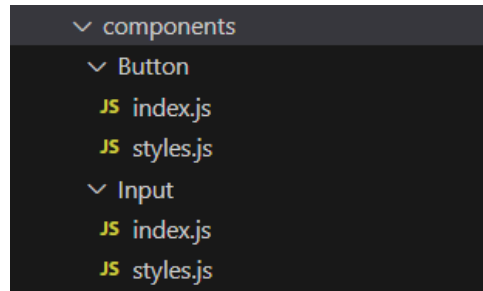 components
Button
JS index.js
JS styles.js
Input
JS index.js
JS styles.js